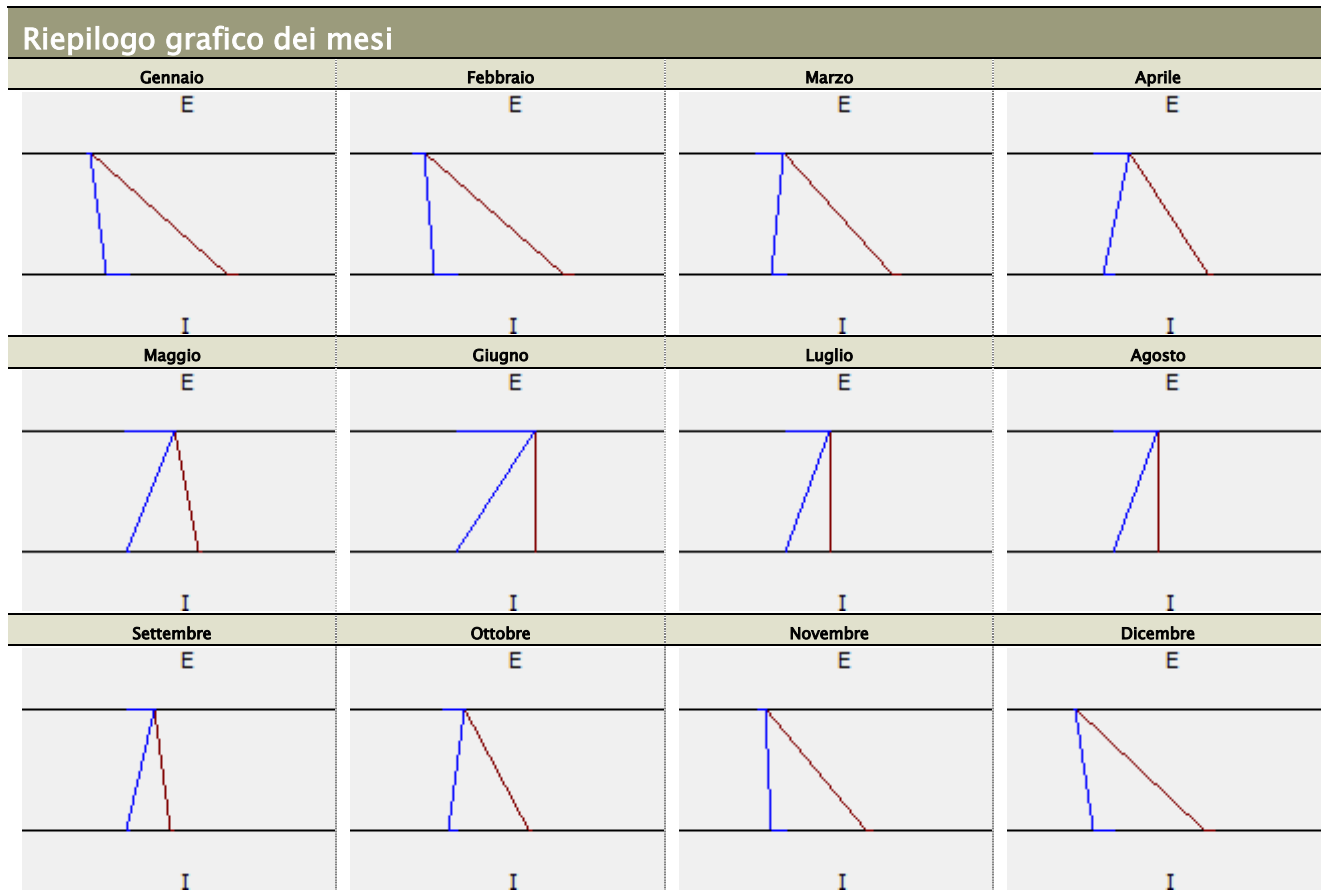 Riepilogo grafico dei mesi
Gennaio Febbraio Marzo Aprile
E E E E
I I I I
Maggio Giugno Luglio Agosto
E E E E
I I I I
Settembre Ottobre Novembre Dicembre
E E E E
I I I I